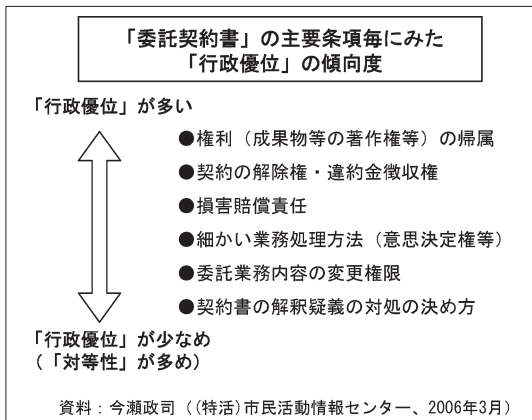 「委託契約書」の主要条項毎にみた
「行政優位」の傾向度
「行政優位」が多い
●権利（成果物等の著作権等）の帰属
●契約の解除権・違約金徴収権
●損害賠償責任
●細かい業務処理方法（意思決定権等）
●委託業務内容の変更権限
●契約書の解釈疑義の対処の決め方
「行政優位」が少なめ
（「対等性」が多め）
資料：今瀬政司（(特活)市民活動情報センター、2006年3月）